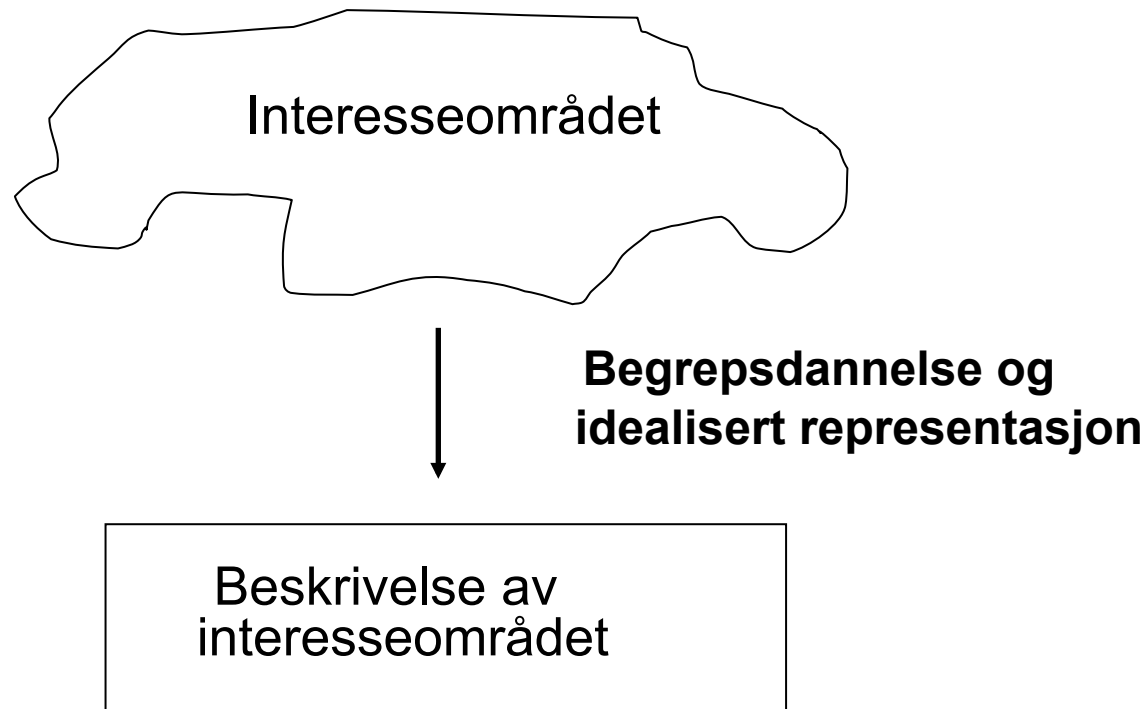 Interesseområdet
Begrepsdannelse og
idealisert representasjon
Beskrivelse av
interesseområdet